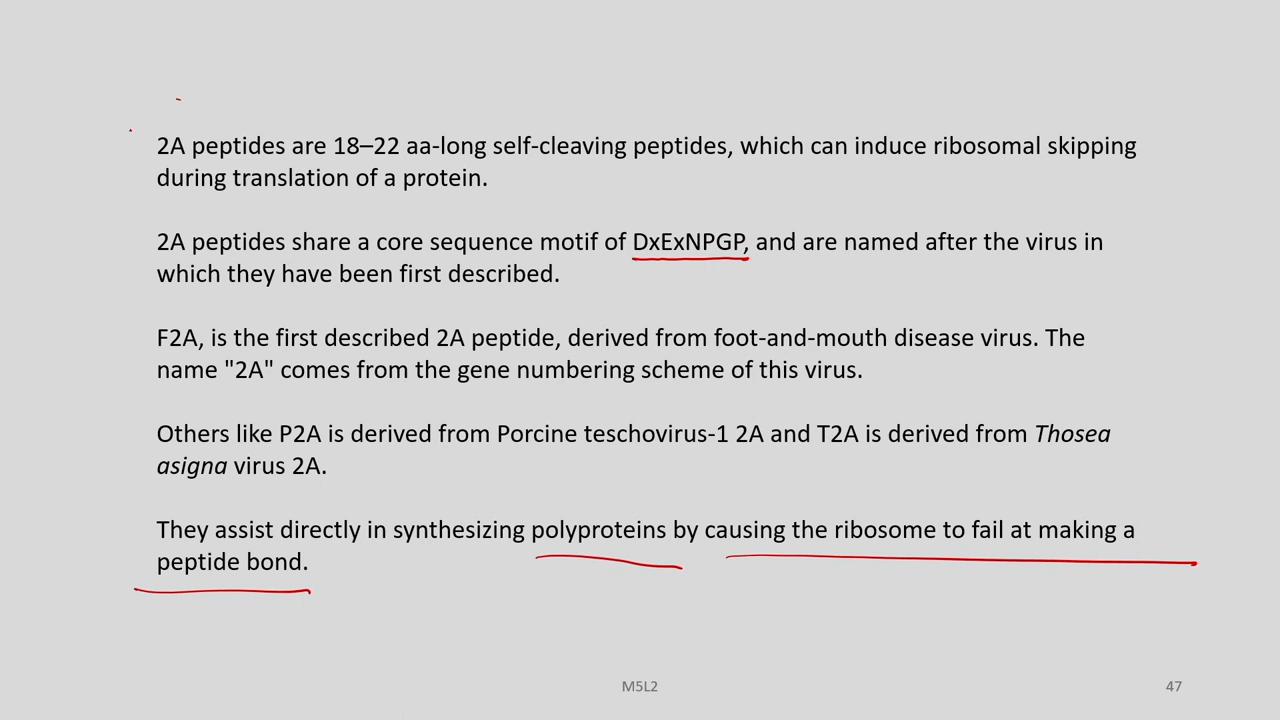 2A peptides are 18–22 aa-long self-cleaving peptides, which can induce ribosomal skipping
during translation of a protein.
2A peptides share a core sequence motif of DxExNPGP, and are named after the virus in
which they have been first described.
F2A, is the first described 2A peptide, derived from foot-and-mouth disease virus. The
name "2A" comes from the gene numbering scheme of this virus.
Others like P2A is derived from Porcine teschovirus-1 2A and T2A is derived from Thosea
asigna virus 2A.
They assist directly in synthesizing polyproteins by causing the ribosome to fail at making a
peptide bond.
M5L2 47